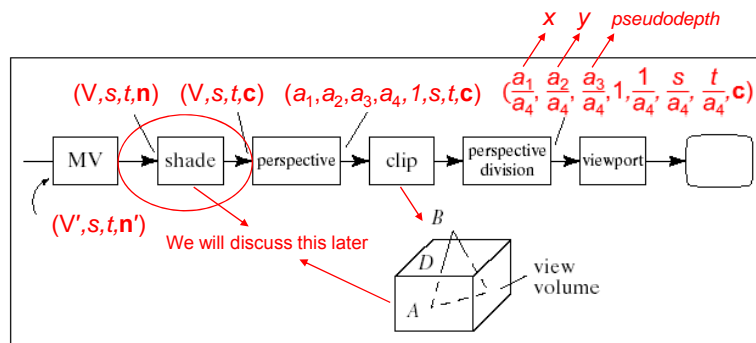 x y pseudodepth
(V,s,t,n) (V,s,t,c) (a₁,a₂,a₃,a₄,1,s,t,c) (a₁/a₄, a₂/a₄, a₃/a₄, 1, 1/a₄, s/a₄, t/a₄, c)
MV shade perspective clip perspective division viewport
(V′,s,t,n′)
We will discuss this later
B
D
A
view
volume